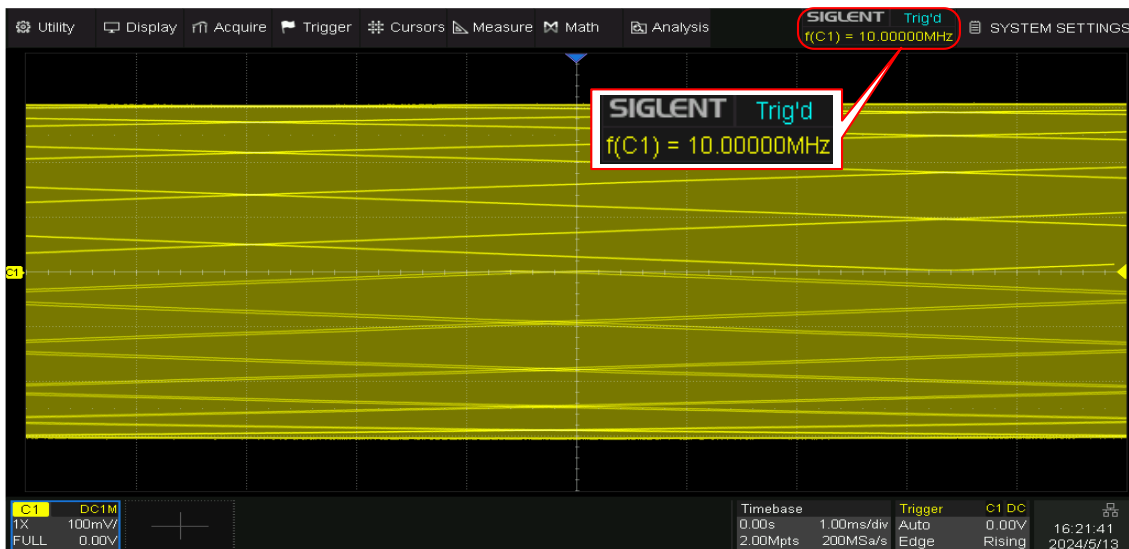 Utility Display Acquire Trigger Cursors Measure Math Analysis
SIGLENT Trig'd
f(C1) = 10.00000MHz
SYSTEM SETTINGS
SIGLENT Trig'd
f(C1) = 10.00000MHz
C1
C1 DC1M
1X 100mV/
FULL 0.00V
Timebase
0.00s 1.00ms/div
2.00Mpts 200MSa/s
Trigger C1 DC
Auto 0.00V
Edge Rising
16:21:41
2024/5/13